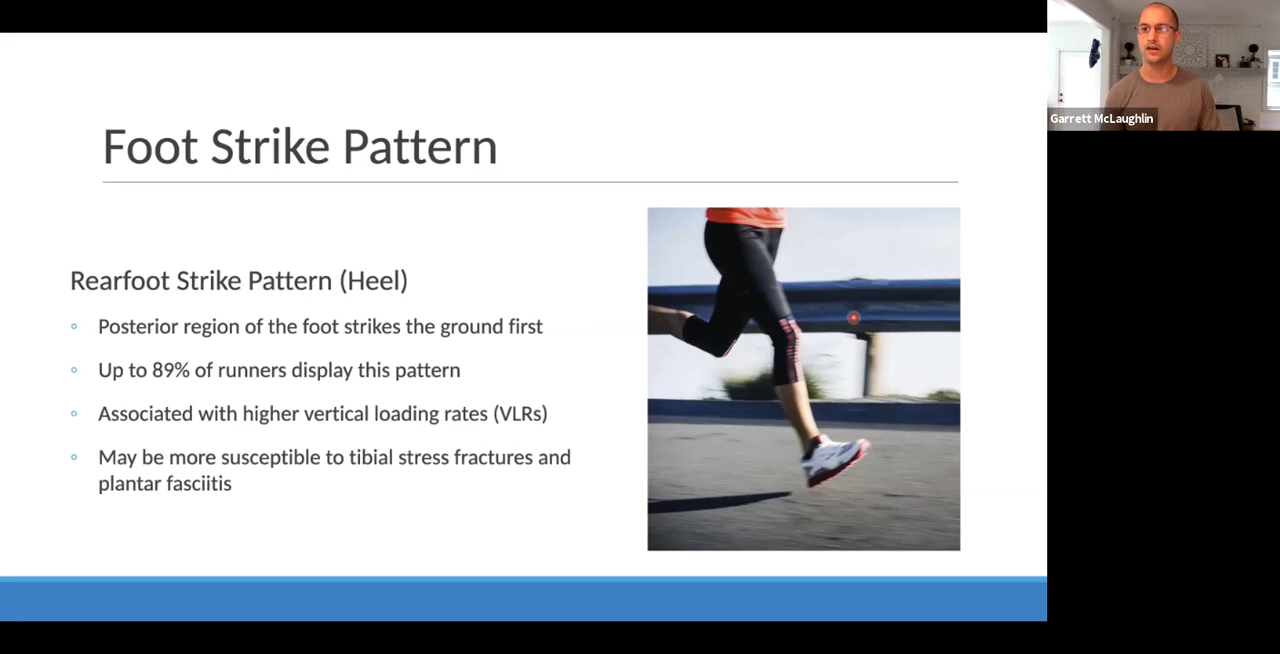 Foot Strike Pattern
Rearfoot Strike Pattern (Heel)
Posterior region of the foot strikes the ground first
Up to 89% of runners display this pattern
Associated with higher vertical loading rates (VLRs)
May be more susceptible to tibial stress fractures and
plantar fasciitis
Garrett McLaughlin